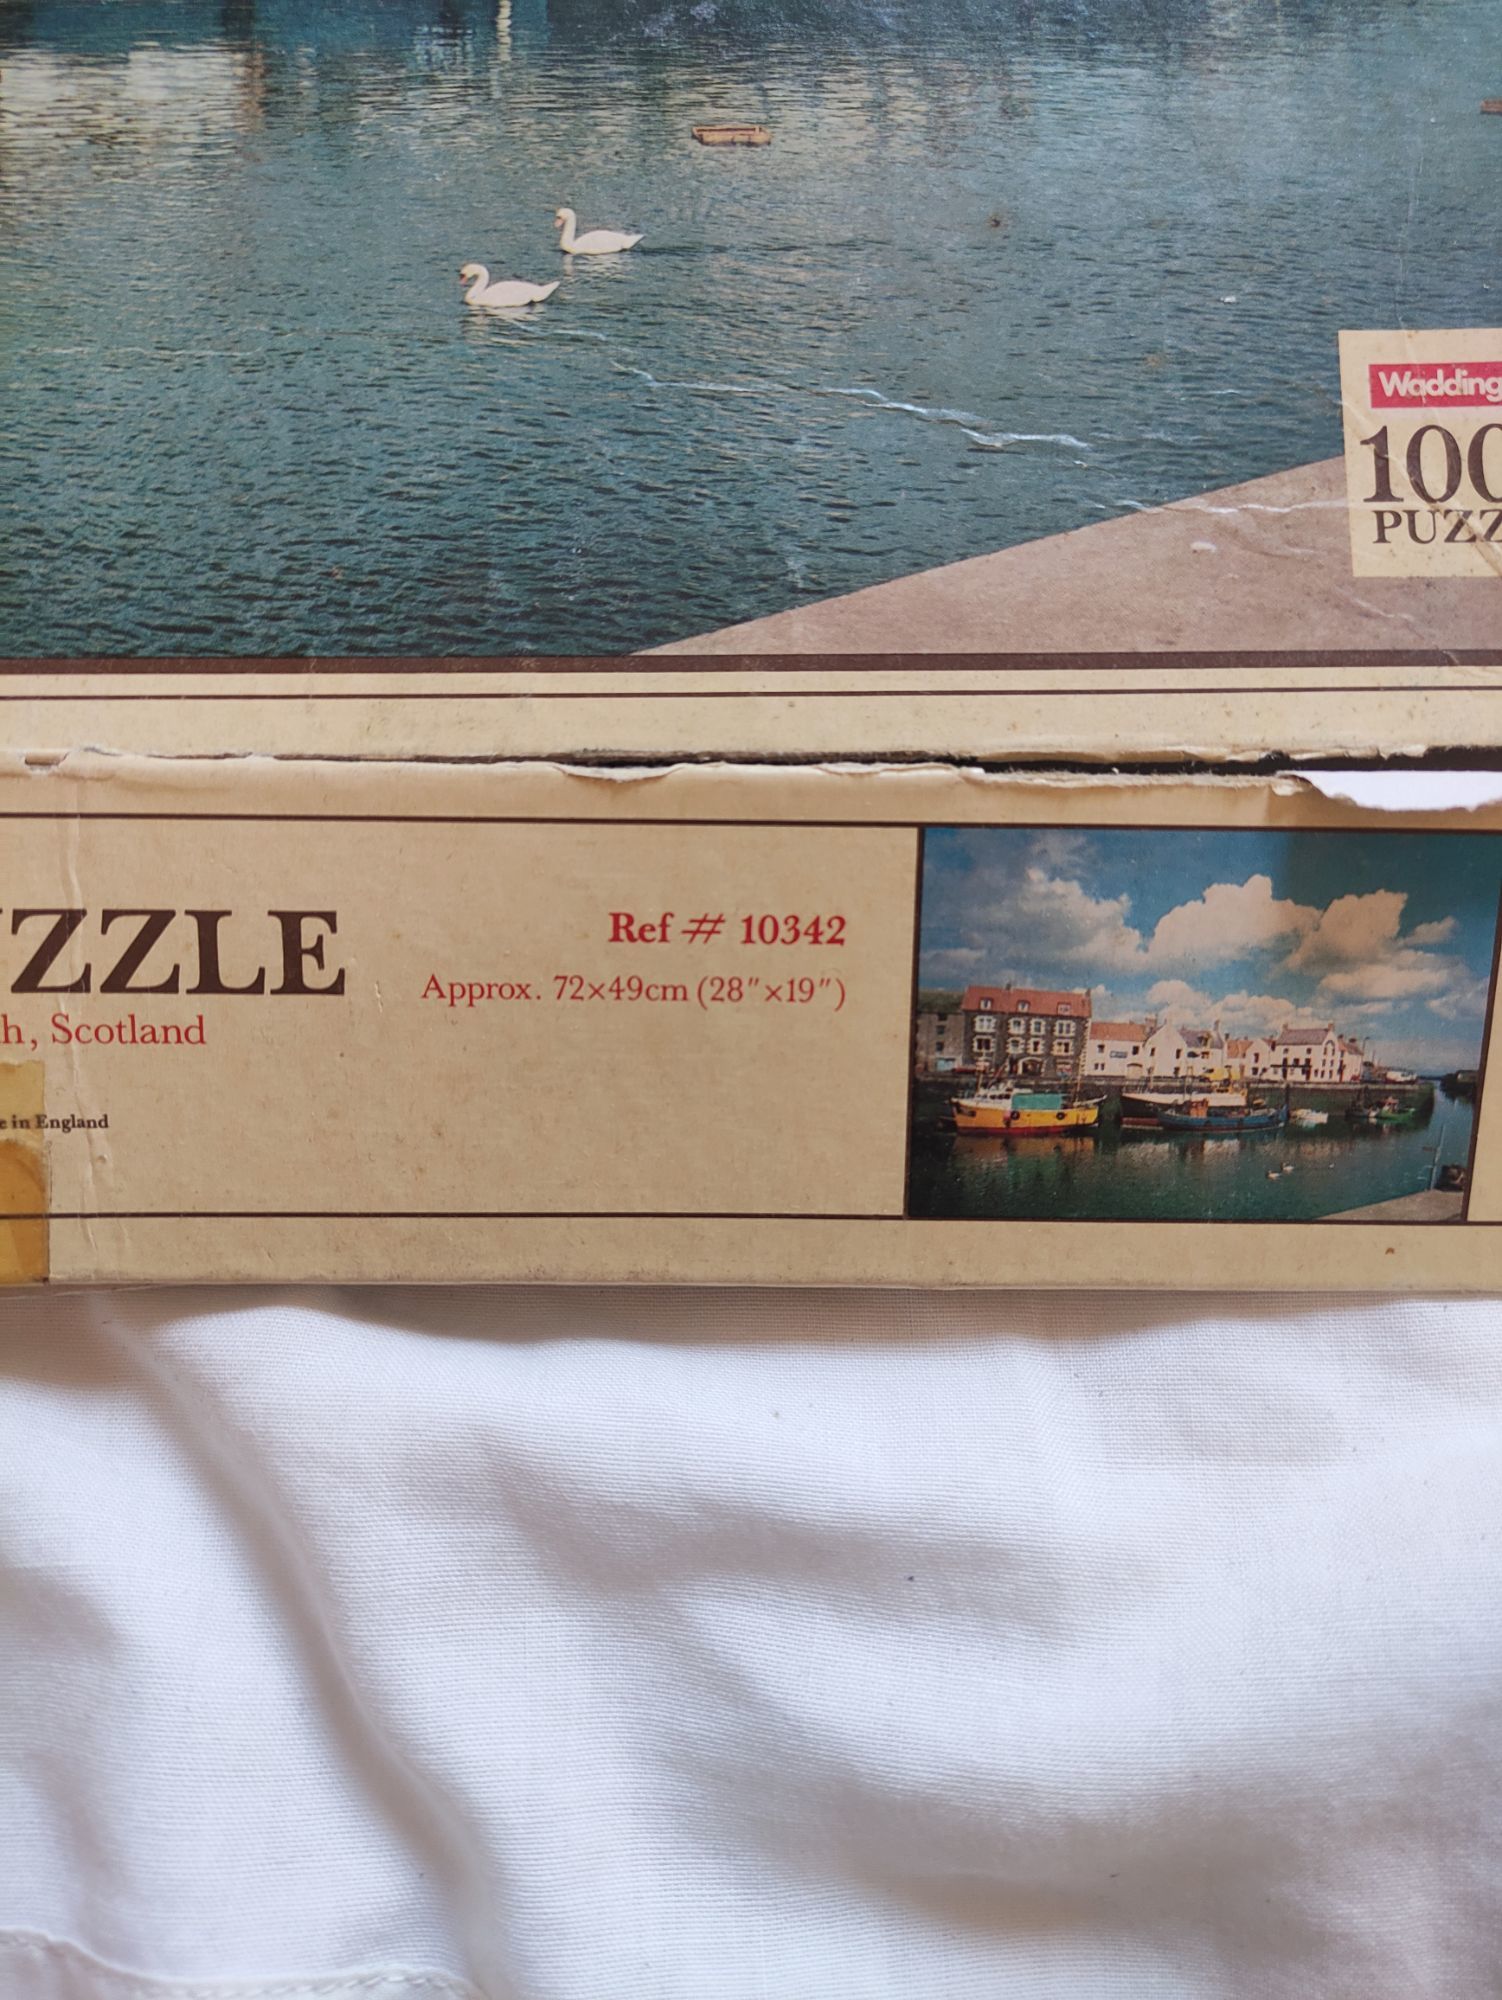 Wadding
100
PUZZ
ZZLE
Ref # 10342
Approx. 72×49cm (28"×19")
h, Scotland
e in England